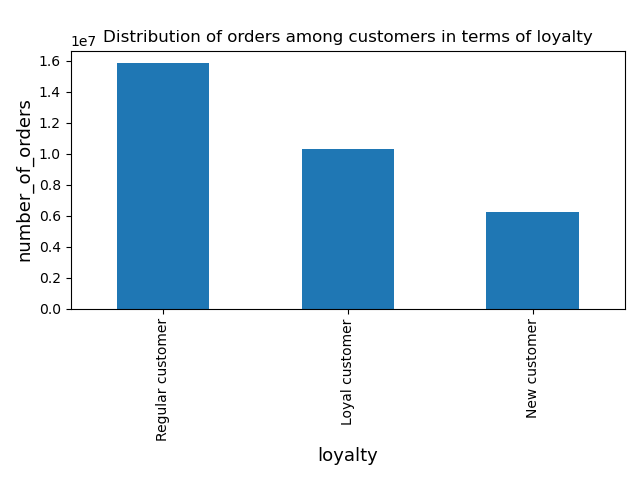 Distribution of orders among customers in terms of loyalty
1e7
1.6
1.4
1.2
1.0
0.8
0.6
0.4
0.2
0.0
number_of_orders
Regular customer
Loyal customer
New customer
loyalty